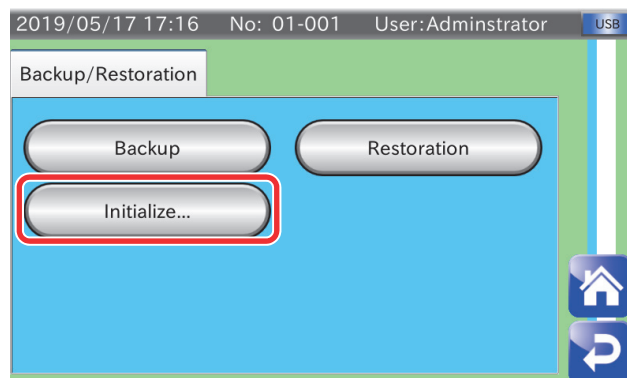 2019/05/17 17:16 No: 01-001 User:Adminstrator USB
Backup/Restoration
Backup Restoration
Initialize...